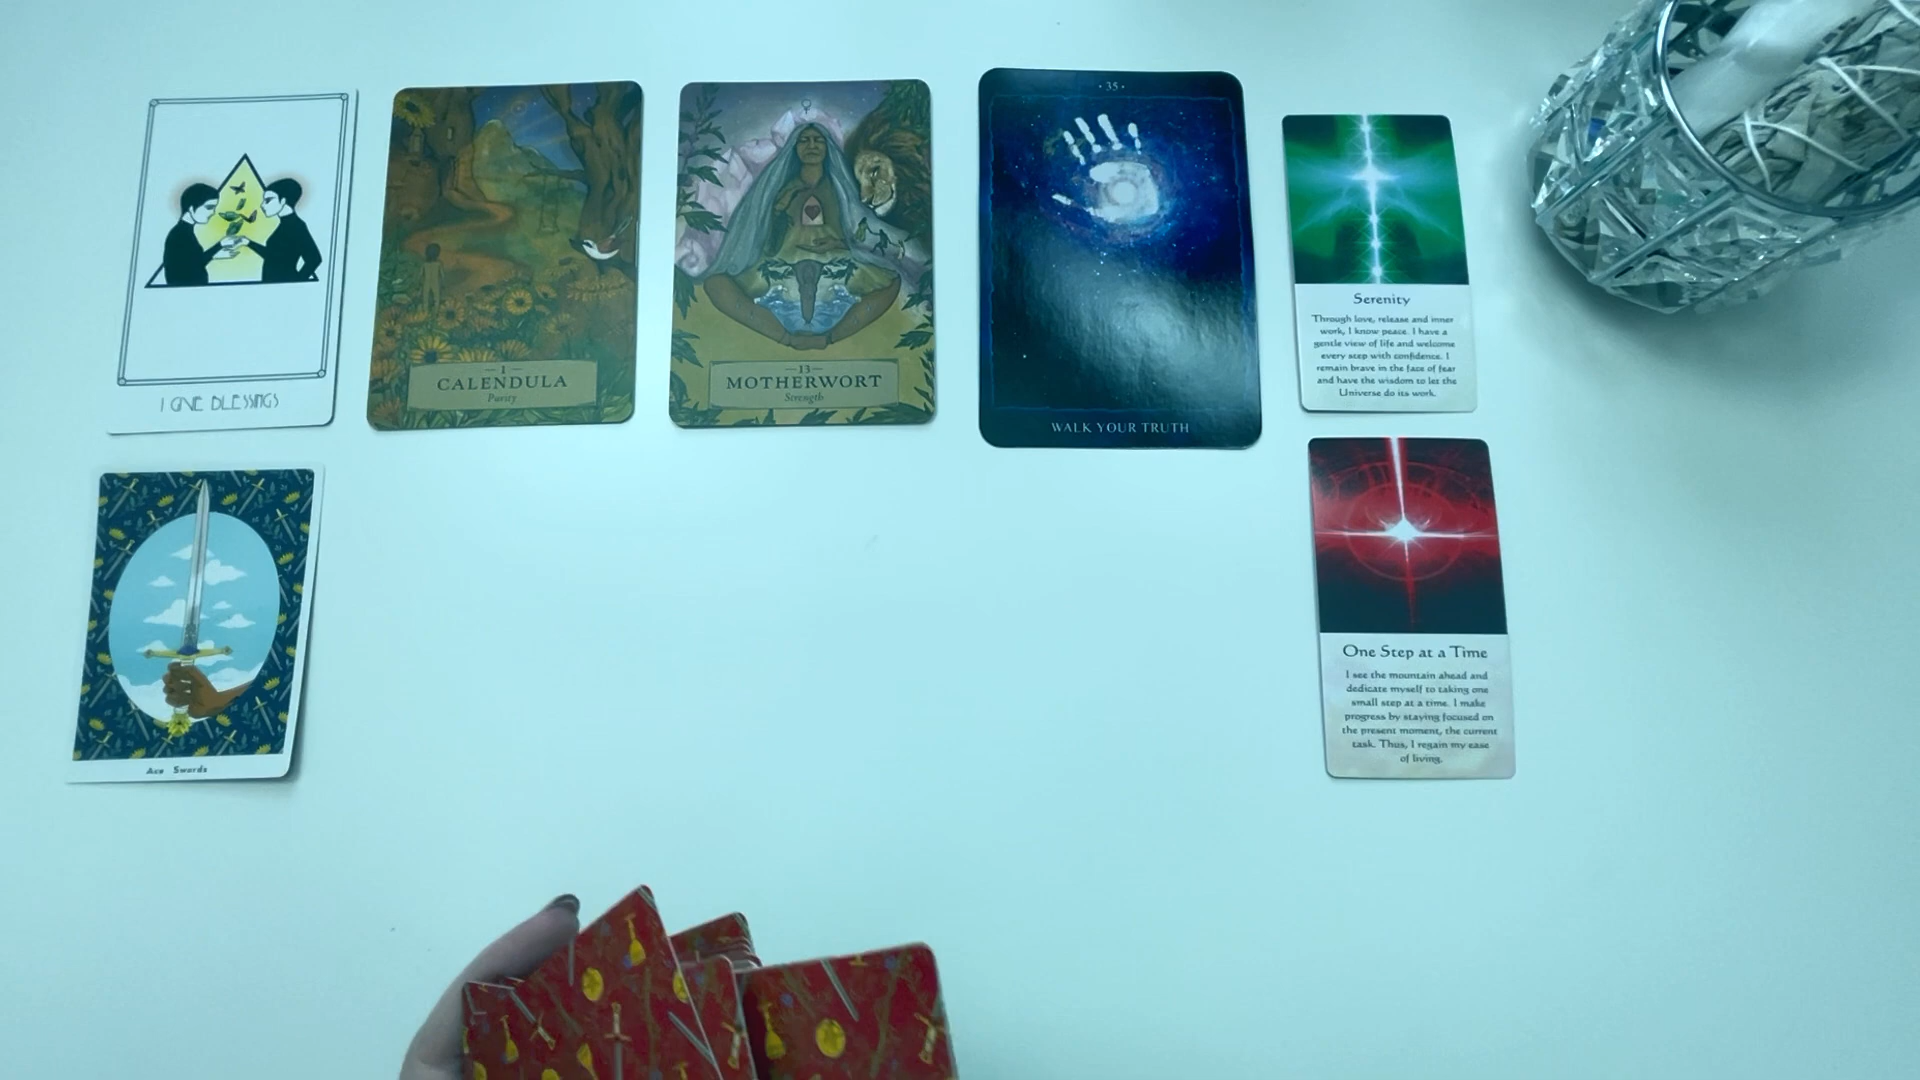 I GIVE BLESSINGS
—1—
CALENDULA
Purity
—13—
MOTHERWORT
Strength
• 35 •
WALK YOUR TRUTH
Serenity
Through love, release and inner
work, I know peace. I have a
gentle view of life and welcome
every step with confidence. I
remain brave in the face of fear
and have the wisdom to let the
Universe do its work.
Ace Swords
One Step at a Time
I see the mountain ahead and
dedicate myself to taking one
small step at a time. I make
progress by staying focused on
the present moment, the current
task. Thus, I regain my ease
of living.